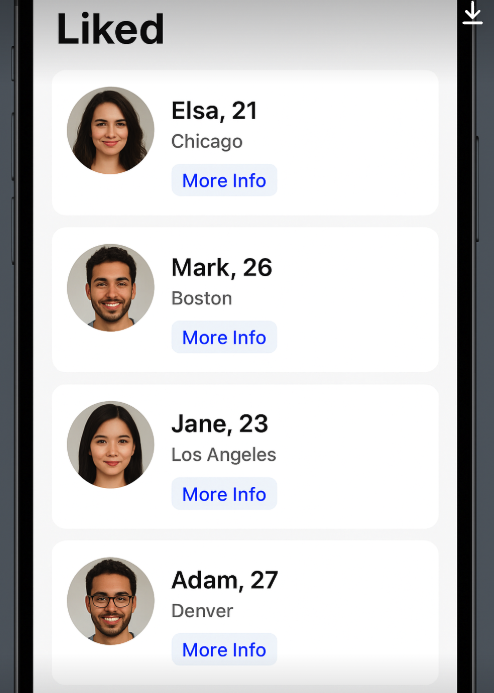 Liked
Elsa, 21
Chicago
More Info
Mark, 26
Boston
More Info
Jane, 23
Los Angeles
More Info
Adam, 27
Denver
More Info